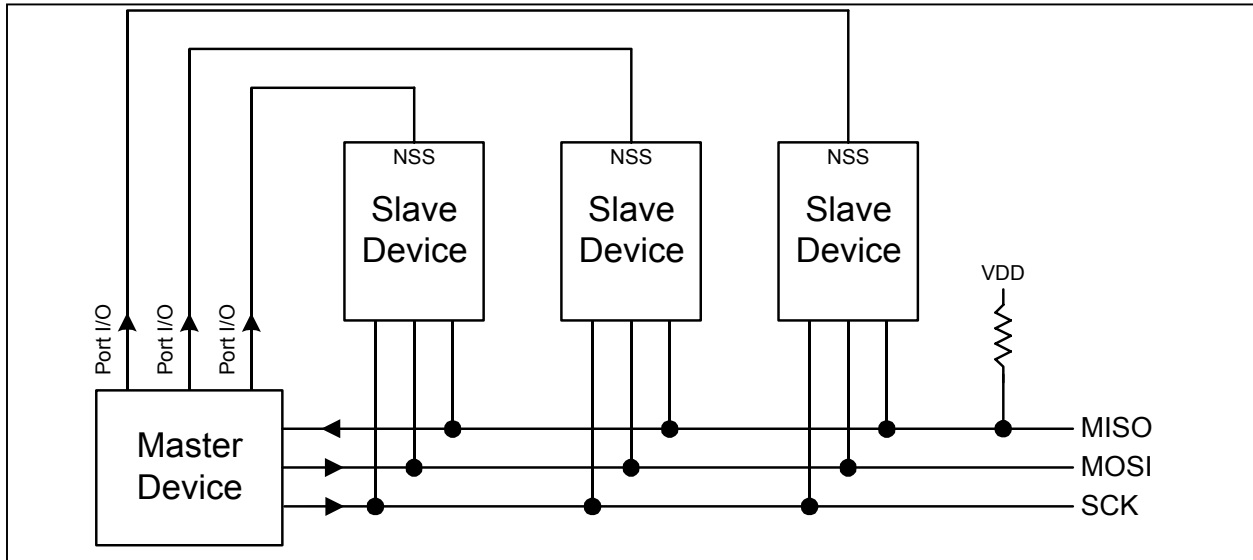 NSS
Slave
Device
NSS
Slave
Device
NSS
Slave
Device
VDD
Port I/O
Port I/O
Port I/O
Master
Device
MISO
MOSI
SCK